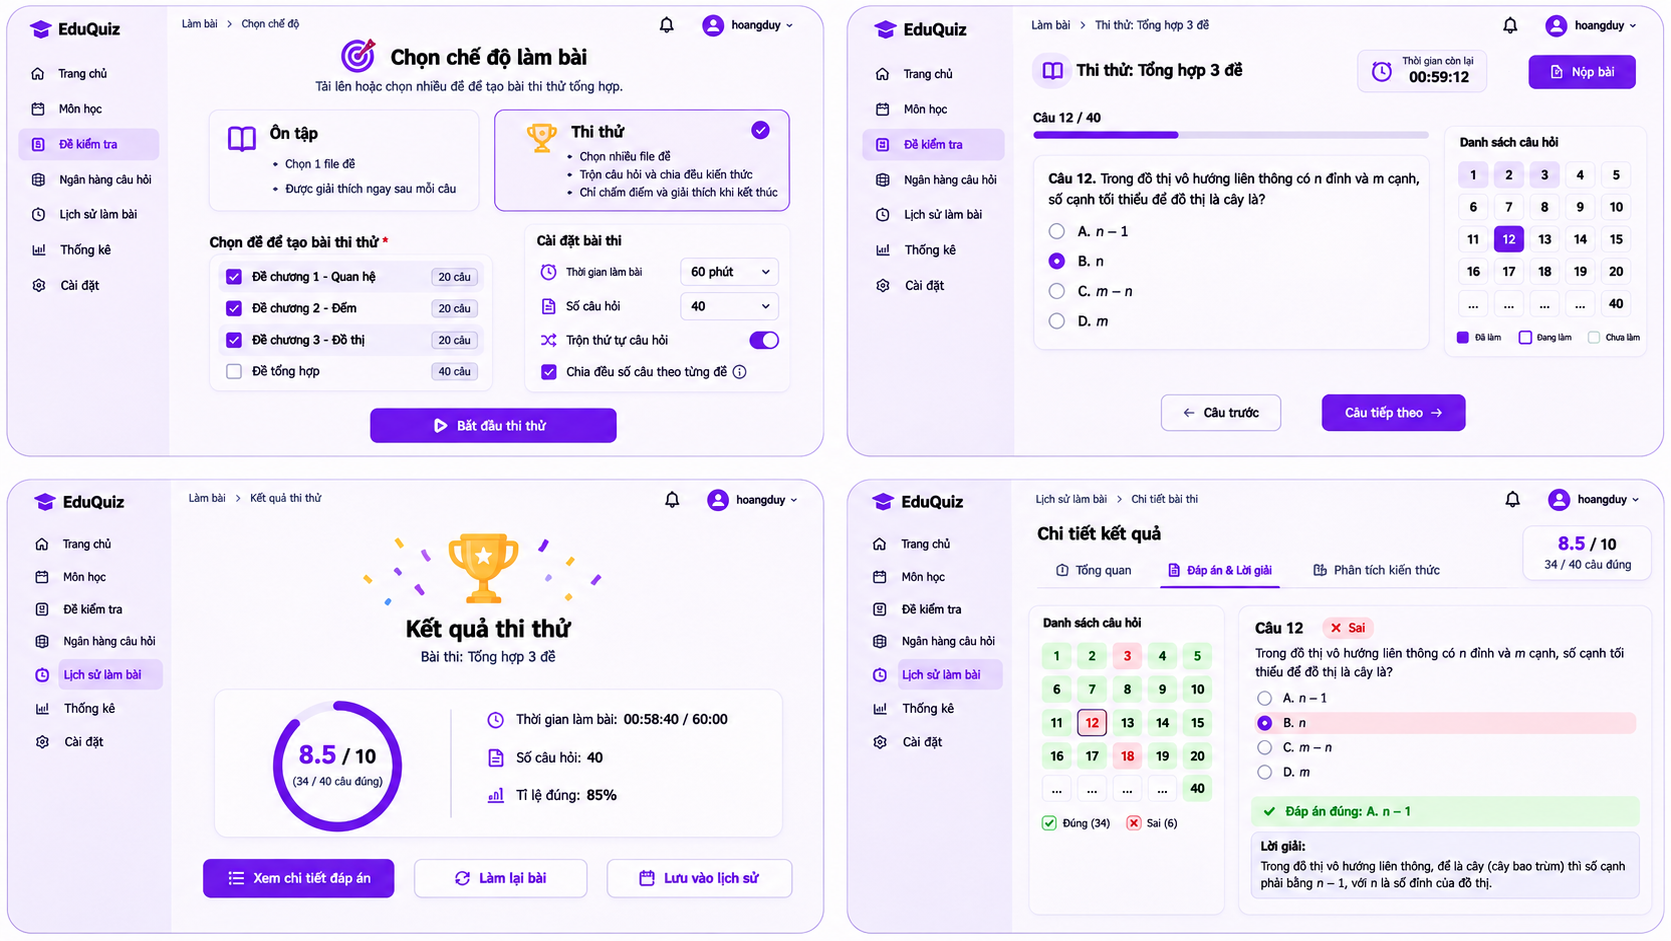 EduQuiz
Trang chủ
Môn học
Đề kiểm tra
Ngân hàng câu hỏi
Lịch sử làm bài
Thống kê
Cài đặt
Làm bài > Chọn chế độ
hoangduy
Chọn chế độ làm bài
Tải lên hoặc chọn nhiều đề để tạo bài thi thử tổng hợp.
Ôn tập
• Chọn 1 file đề
• Được giải thích ngay sau mỗi câu
Thi thử
• Chọn nhiều file đề
• Trộn câu hỏi và chia đều kiến thức
• Chỉ chấm điểm và giải thích khi kết thúc
Chọn đề để tạo bài thi thử *
Đề chương 1 - Quan hệ 20 câu
Đề chương 2 - Đếm 20 câu
Đề chương 3 - Đồ thị 20 câu
Đề tổng hợp 40 câu
Cài đặt bài thi
Thời gian làm bài 60 phút
Số câu hỏi 40
Trộn thứ tự câu hỏi
Chia đều số câu theo từng đề
Bắt đầu thi thử
EduQuiz
Trang chủ
Môn học
Đề kiểm tra
Ngân hàng câu hỏi
Lịch sử làm bài
Thống kê
Cài đặt
Làm bài > Thi thử: Tổng hợp 3 đề
hoangduy
Thi thử: Tổng hợp 3 đề
Thời gian còn lại
00:59:12
Nộp bài
Câu 12 / 40
Câu 12. Trong đồ thị vô hướng liên thông có n đỉnh và m cạnh,
số cạnh tối thiểu để đồ thị là cây là?
A. n – 1
B. n
C. m – n
D. m
Danh sách câu hỏi
1 2 3 4 5
6 7 8 9 10
11 12 13 14 15
16 17 18 19 20
... ... ... ... 40
Đã làm Đang làm Chưa làm
← Câu trước
Câu tiếp theo →
EduQuiz
Trang chủ
Môn học
Đề kiểm tra
Ngân hàng câu hỏi
Lịch sử làm bài
Thống kê
Cài đặt
Làm bài > Kết quả thi thử
hoangduy
Kết quả thi thử
Bài thi: Tổng hợp 3 đề
8.5 / 10
(34 / 40 câu đúng)
Thời gian làm bài: 00:58:40 / 60:00
Số câu hỏi: 40
Tỉ lệ đúng: 85%
Xem chi tiết đáp án
Làm lại bài
Lưu vào lịch sử
EduQuiz
Trang chủ
Môn học
Đề kiểm tra
Ngân hàng câu hỏi
Lịch sử làm bài
Thống kê
Cài đặt
Lịch sử làm bài > Chi tiết bài thi
hoangduy
Chi tiết kết quả
8.5 / 10
34 / 40 câu đúng
Tổng quan
Đáp án & Lời giải
Phân tích kiến thức
Danh sách câu hỏi
1 2 3 4 5
6 7 8 9 10
11 12 13 14 15
16 17 18 19 20
... ... ... ... 40
Đúng (34) Sai (6)
Câu 12 Sai
Trong đồ thị vô hướng liên thông có n đỉnh và m cạnh, số cạnh tối
thiểu để đồ thị là cây là?
A. n – 1
B. n
C. m – n
D. m
Đáp án đúng: A. n – 1
Lời giải:
Trong đồ thị vô hướng liên thông, để là cây (cây bao trùm) thì số cạnh
phải bằng n – 1, với n là số đỉnh của đồ thị.